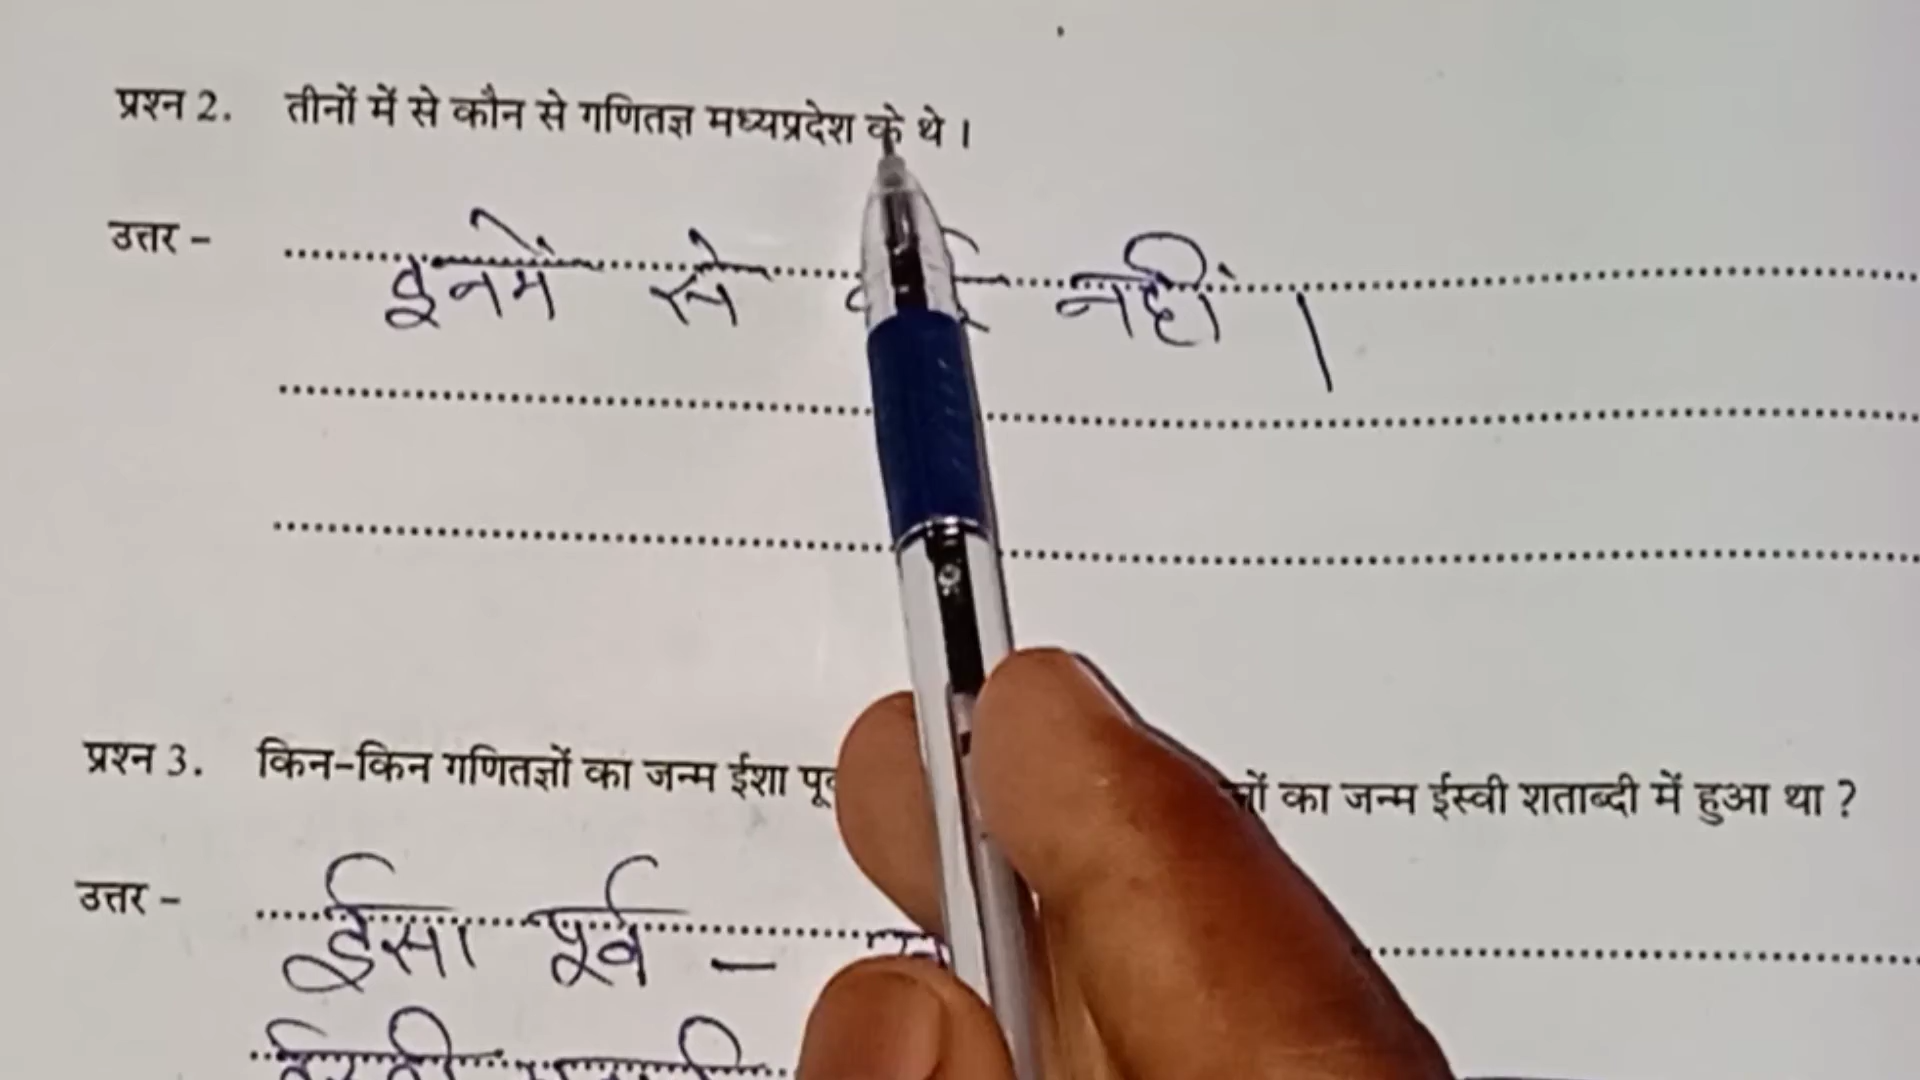 प्रश्न 2. तीनों में से कौन से गणितज्ञ मध्यप्रदेश के थे ।
उत्तर - इनमें से नहीं ।
प्रश्न 3. किन-किन गणितज्ञों का जन्म ईशा का जन्म ईस्वी शताब्दी में हुआ था ?
उत्तर - ईसा पूर्व -